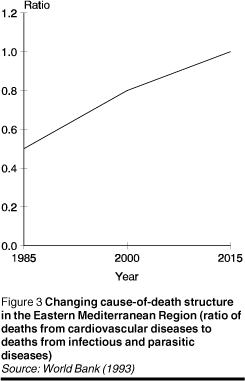 Ratio
1.2
1.0
0.8
0.6
0.4
0.2
0.0
1985 2000 2015
Year
Figure 3 Changing cause-of-death structure
in the Eastern Mediterranean Region (ratio of
deaths from cardiovascular diseases to
deaths from infectious and parasitic
diseases)
Source: World Bank (1993)